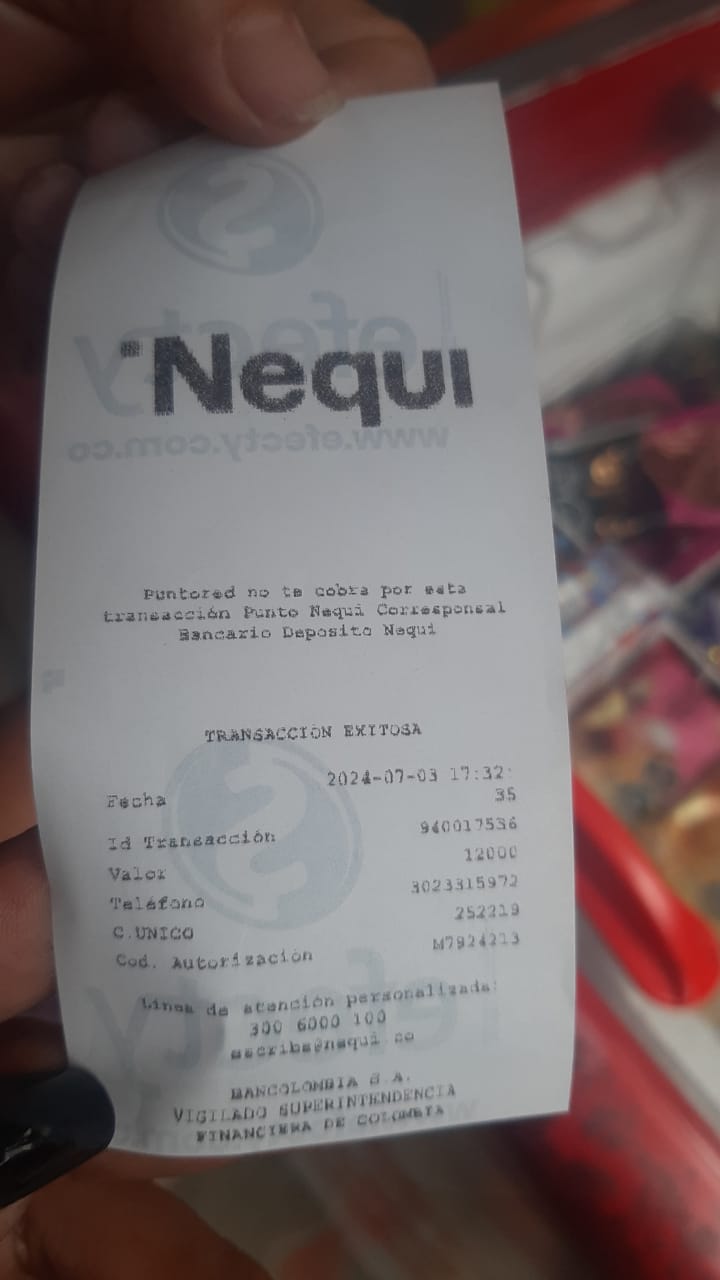 Nequi
Puntored no te cobra por esta
transacción Punto Nequi Corresponsal
Bancario Deposito Nequi
TRANSACCIÓN EXITOSA
Fecha 2024-07-03 17:32:
35
Id Transacción 940017536
Valor 12000
Teléfono 3023315972
C.UNICO 252219
Cod. Autorización M7924213
Linea de atención personalizada:
300 6000 100
escribe@nequi.co
BANCOLOMBIA S.A.
VIGILADO SUPERINTENDENCIA
FINANCIERA DE COLOMBIA
efecty
www.efecty.com.co